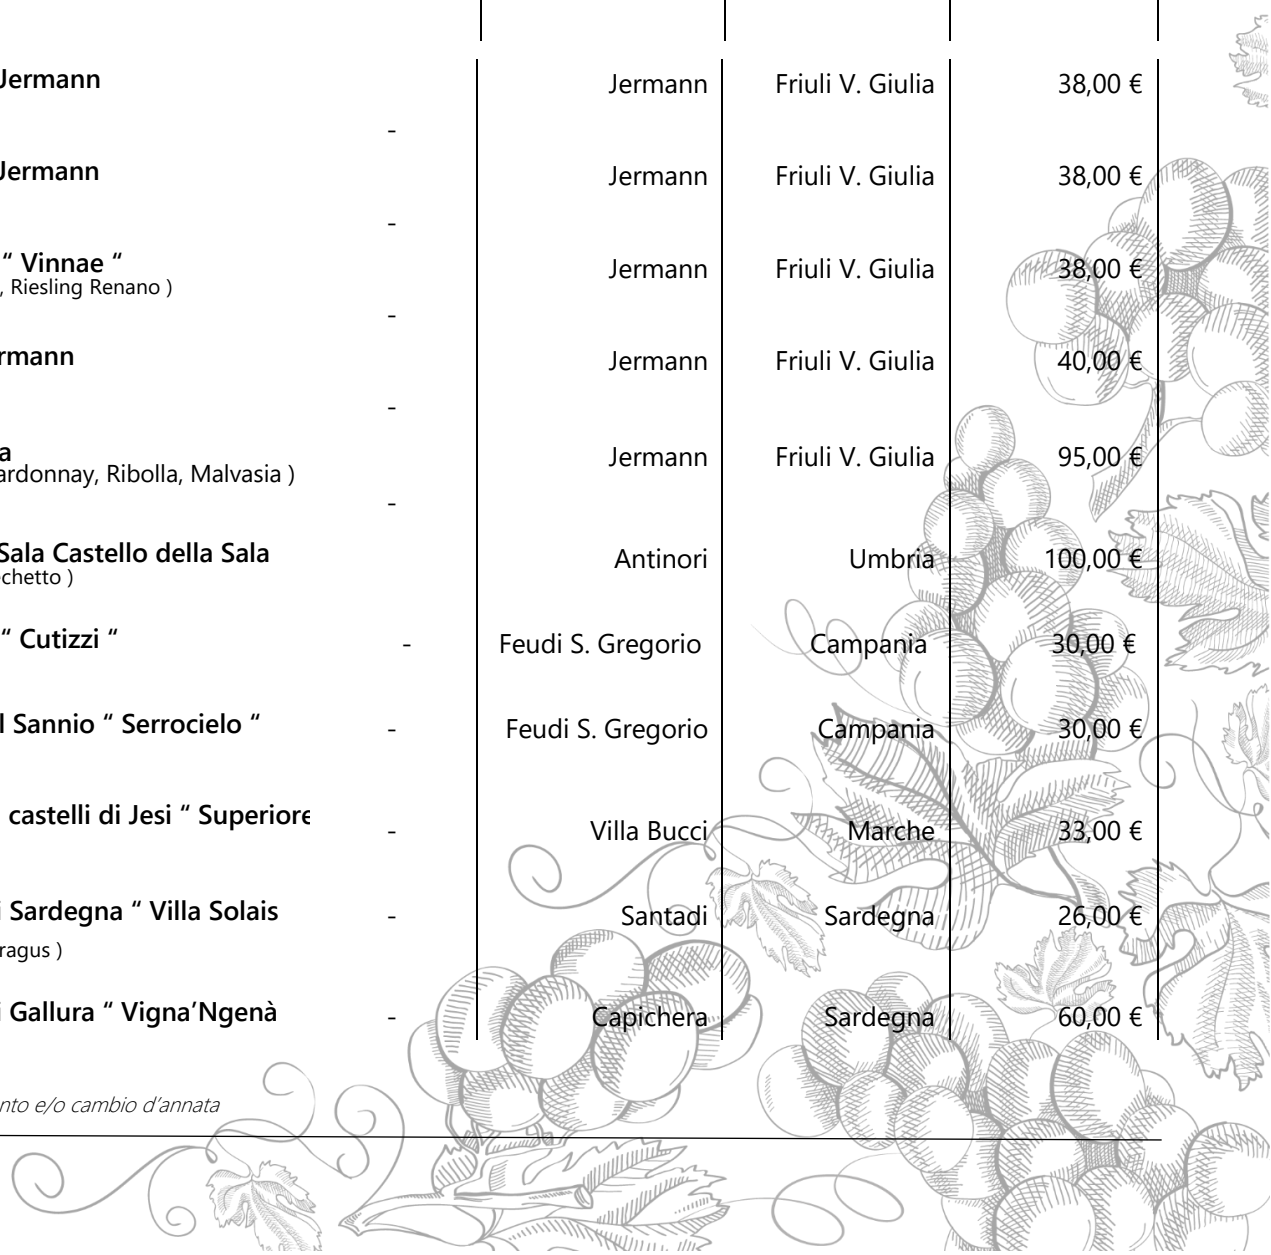 Jermann Jermann Friuli V. Giulia 38,00 €
-
Jermann Jermann Friuli V. Giulia 38,00 €
-
“ Vinnae “ Jermann Friuli V. Giulia 38,00 €
, Riesling Renano )
-
rmann Jermann Friuli V. Giulia 40,00 €
-
a Jermann Friuli V. Giulia 95,00 €
ardonnay, Ribolla, Malvasia )
-
Sala Castello della Sala Antinori Umbria 100,00 €
chetto )
“ Cutizzi “ - Feudi S. Gregorio Campania 30,00 €
l Sannio “ Serrocielo “ - Feudi S. Gregorio Campania 30,00 €
castelli di Jesi “ Superiore - Villa Bucci Marche 33,00 €
i Sardegna “ Villa Solais - Santadi Sardegna 26,00 €
ragus )
i Gallura “ Vigna’Ngenà - Capichera Sardegna 60,00 €
nto e/o cambio d’annata